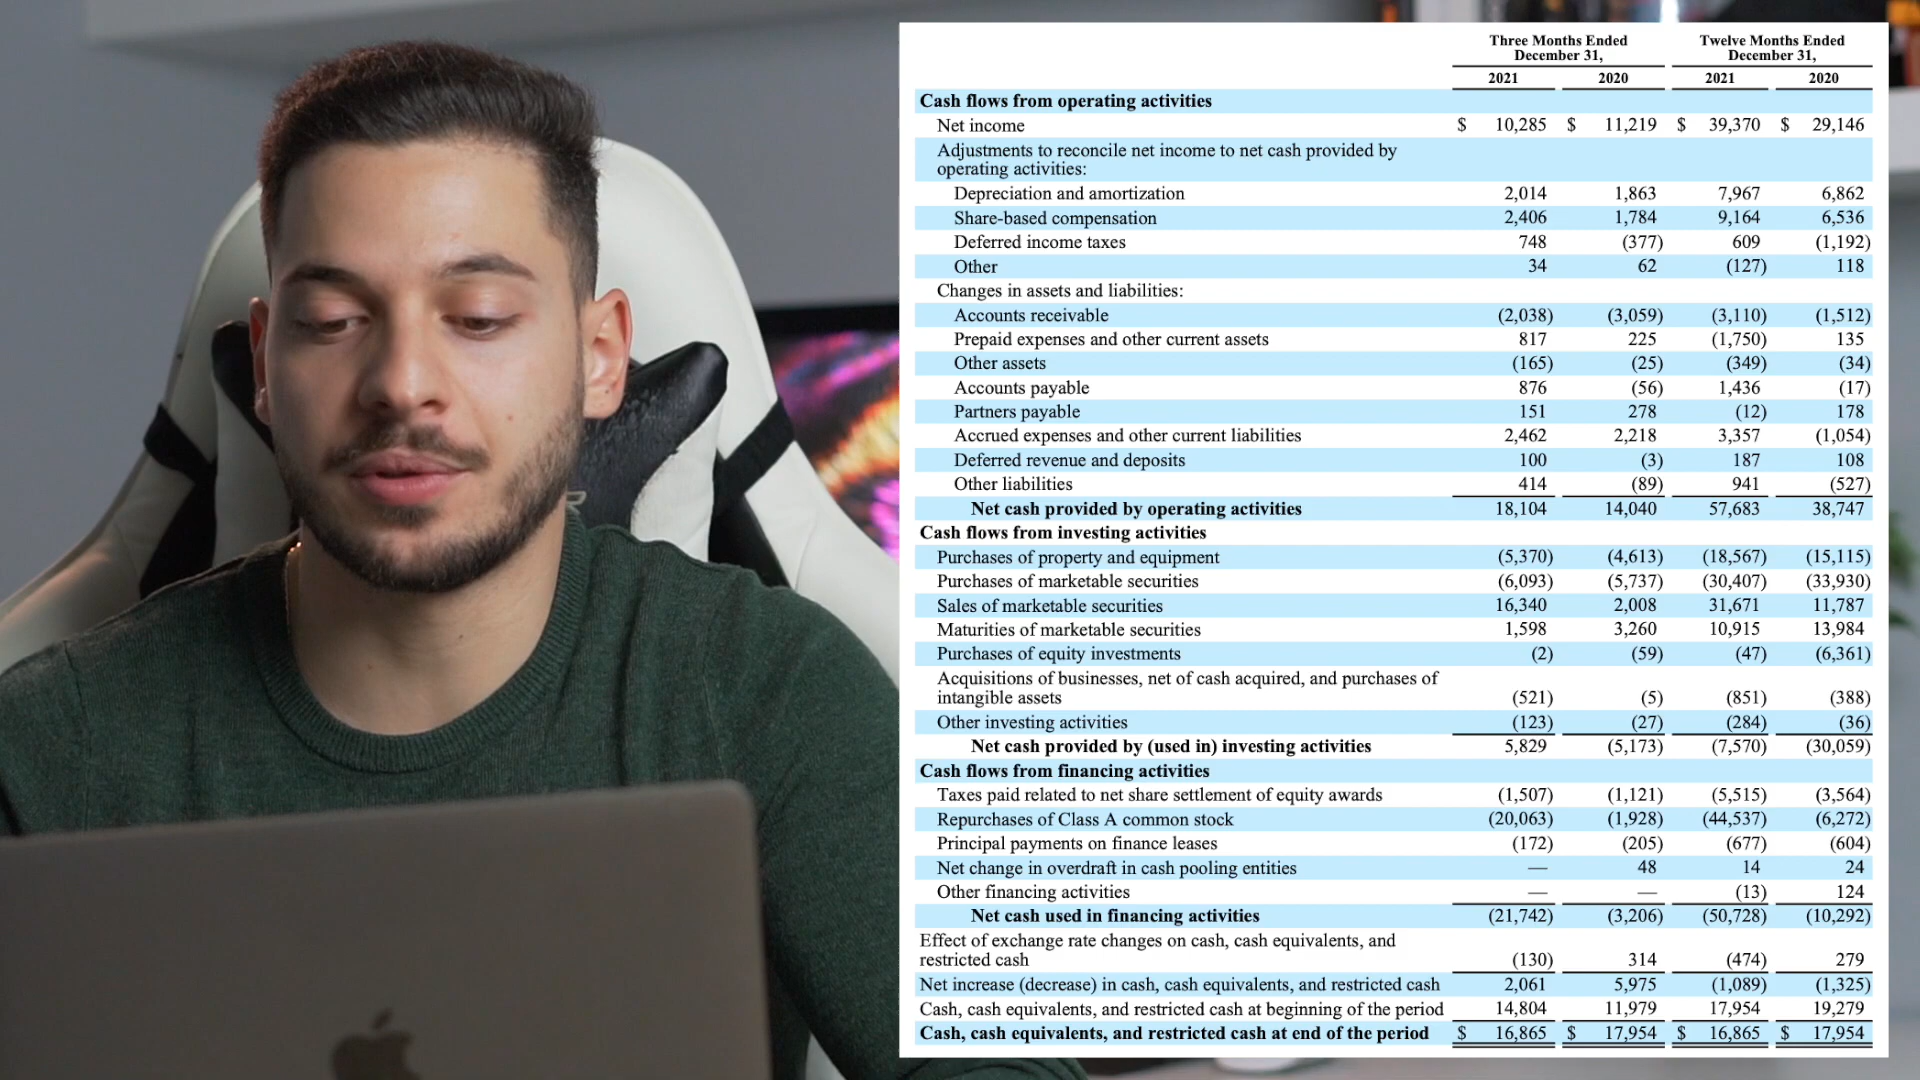 Three Months Ended Twelve Months Ended
December 31, December 31,
2021 2020 2021 2020
Cash flows from operating activities
Net income $ 10,285 $ 11,219 $ 39,370 $ 29,146
Adjustments to reconcile net income to net cash provided by
operating activities:
Depreciation and amortization 2,014 1,863 7,967 6,862
Share-based compensation 2,406 1,784 9,164 6,536
Deferred income taxes 748 (377) 609 (1,192)
Other 34 62 (127) 118
Changes in assets and liabilities:
Accounts receivable (2,038) (3,059) (3,110) (1,512)
Prepaid expenses and other current assets 817 225 (1,750) 135
Other assets (165) (25) (349) (34)
Accounts payable 876 (56) 1,436 (17)
Partners payable 151 278 (12) 178
Accrued expenses and other current liabilities 2,462 2,218 3,357 (1,054)
Deferred revenue and deposits 100 (3) 187 108
Other liabilities 414 (89) 941 (527)
Net cash provided by operating activities 18,104 14,040 57,683 38,747
Cash flows from investing activities
Purchases of property and equipment (5,370) (4,613) (18,567) (15,115)
Purchases of marketable securities (6,093) (5,737) (30,407) (33,930)
Sales of marketable securities 16,340 2,008 31,671 11,787
Maturities of marketable securities 1,598 3,260 10,915 13,984
Purchases of equity investments (2) (59) (47) (6,361)
Acquisitions of businesses, net of cash acquired, and purchases of
intangible assets (521) (5) (851) (388)
Other investing activities (123) (27) (284) (36)
Net cash provided by (used in) investing activities 5,829 (5,173) (7,570) (30,059)
Cash flows from financing activities
Taxes paid related to net share settlement of equity awards (1,507) (1,121) (5,515) (3,564)
Repurchases of Class A common stock (20,063) (1,928) (44,537) (6,272)
Principal payments on finance leases (172) (205) (677) (604)
Net change in overdraft in cash pooling entities — 48 14 24
Other financing activities — — (13) 124
Net cash used in financing activities (21,742) (3,206) (50,728) (10,292)
Effect of exchange rate changes on cash, cash equivalents, and
restricted cash (130) 314 (474) 279
Net increase (decrease) in cash, cash equivalents, and restricted cash 2,061 5,975 (1,089) (1,325)
Cash, cash equivalents, and restricted cash at beginning of the period 14,804 11,979 17,954 19,279
Cash, cash equivalents, and restricted cash at end of the period $ 16,865 $ 17,954 $ 16,865 $ 17,954